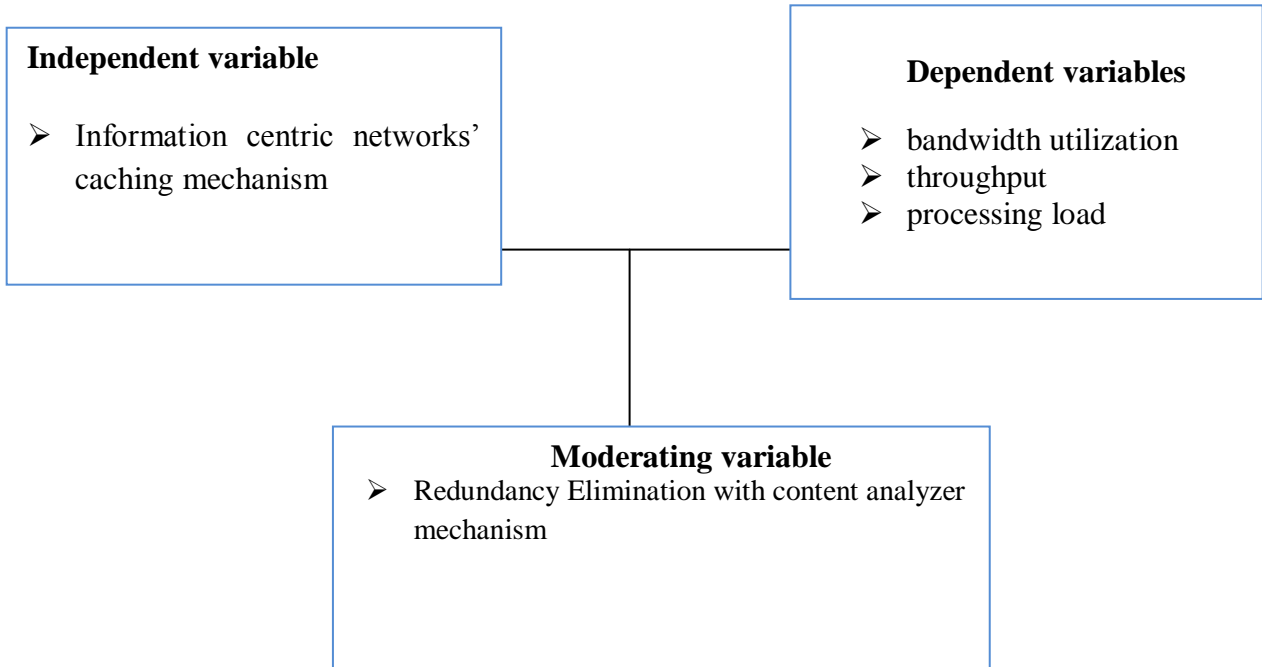 Independent variable
➢ Information centric networks’
caching mechanism
Dependent variables
➢ bandwidth utilization
➢ throughput
➢ processing load
Moderating variable
➢ Redundancy Elimination with content analyzer
mechanism